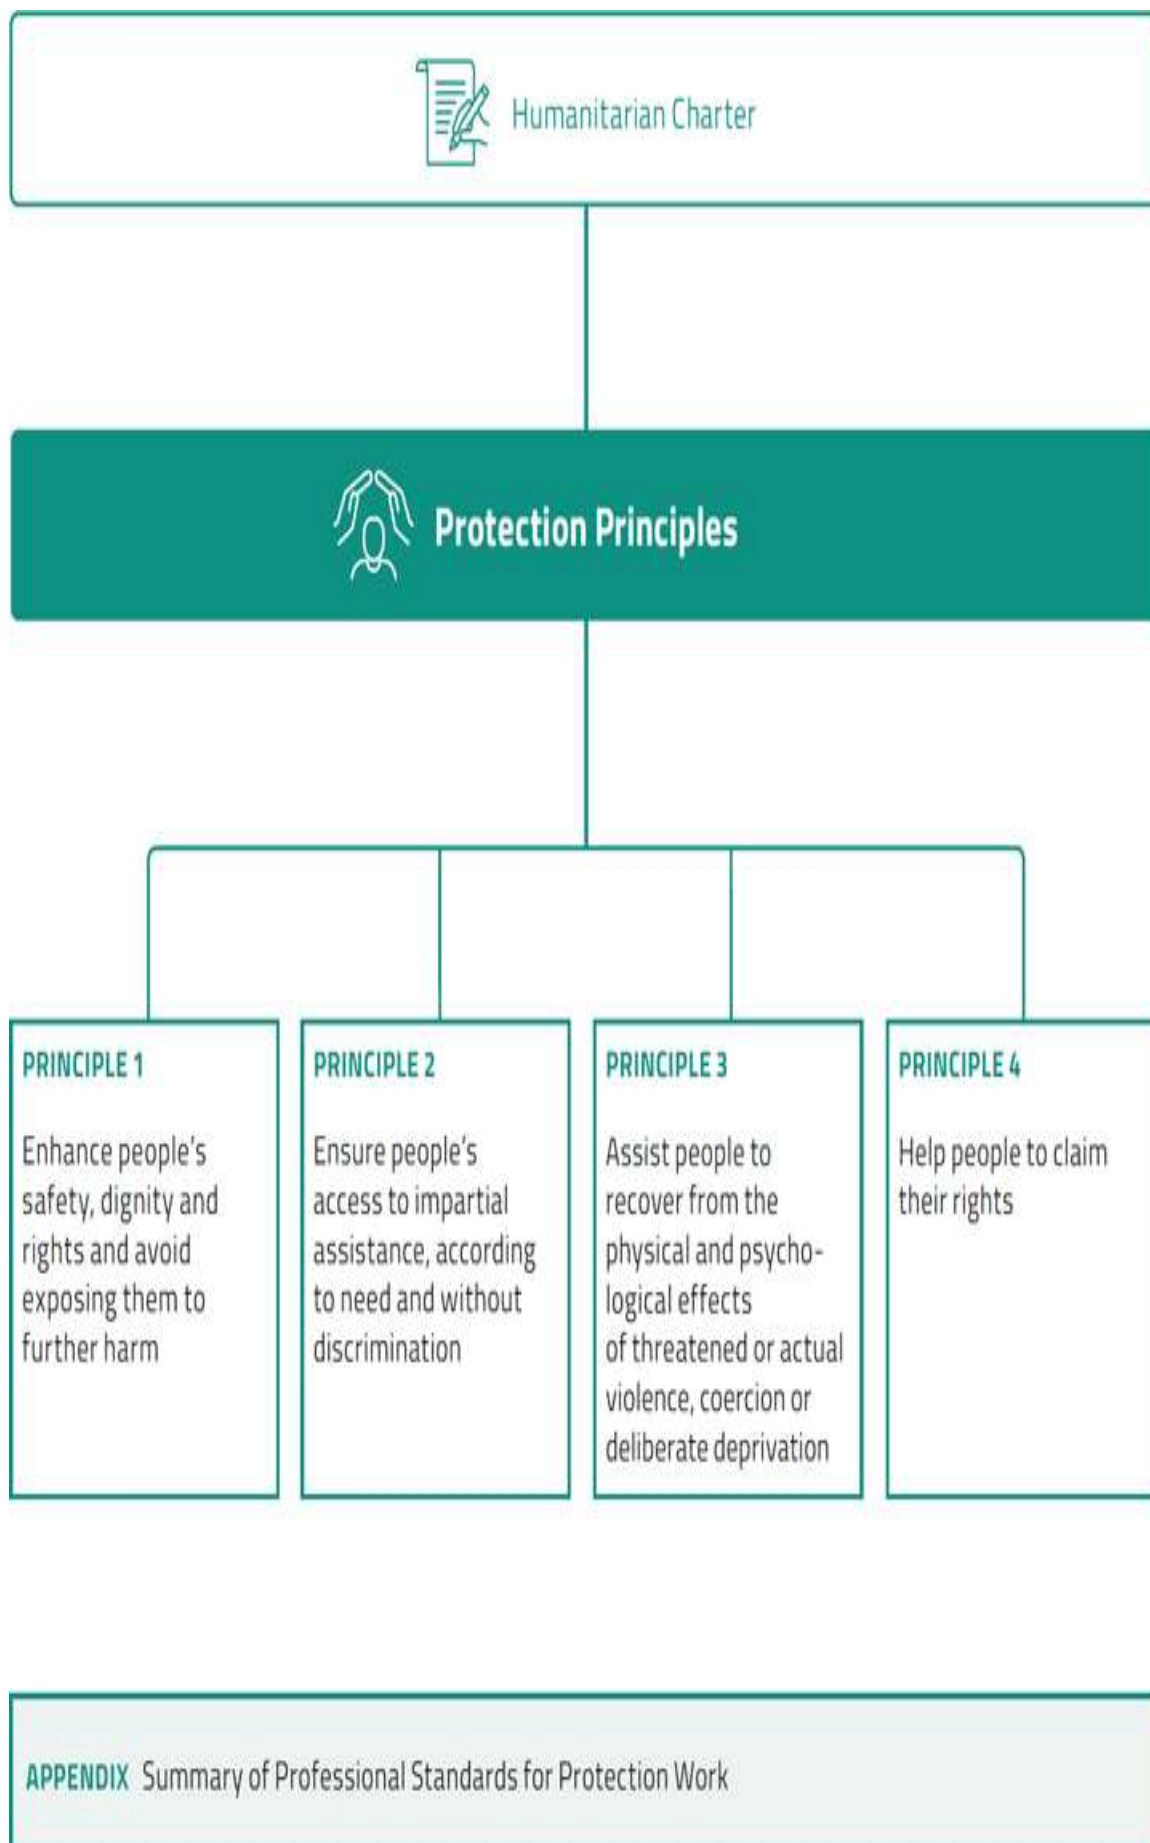 Humanitarian Charter
Protection Principles
PRINCIPLE 1
Enhance people’s
safety, dignity and
rights and avoid
exposing them to
further harm
PRINCIPLE 2
Ensure people’s
access to impartial
assistance, according
to need and without
discrimination
PRINCIPLE 3
Assist people to
recover from the
physical and psycho-
logical effects
of threatened or actual
violence, coercion or
deliberate deprivation
PRINCIPLE 4
Help people to claim
their rights
APPENDIX Summary of Professional Standards for Protection Work